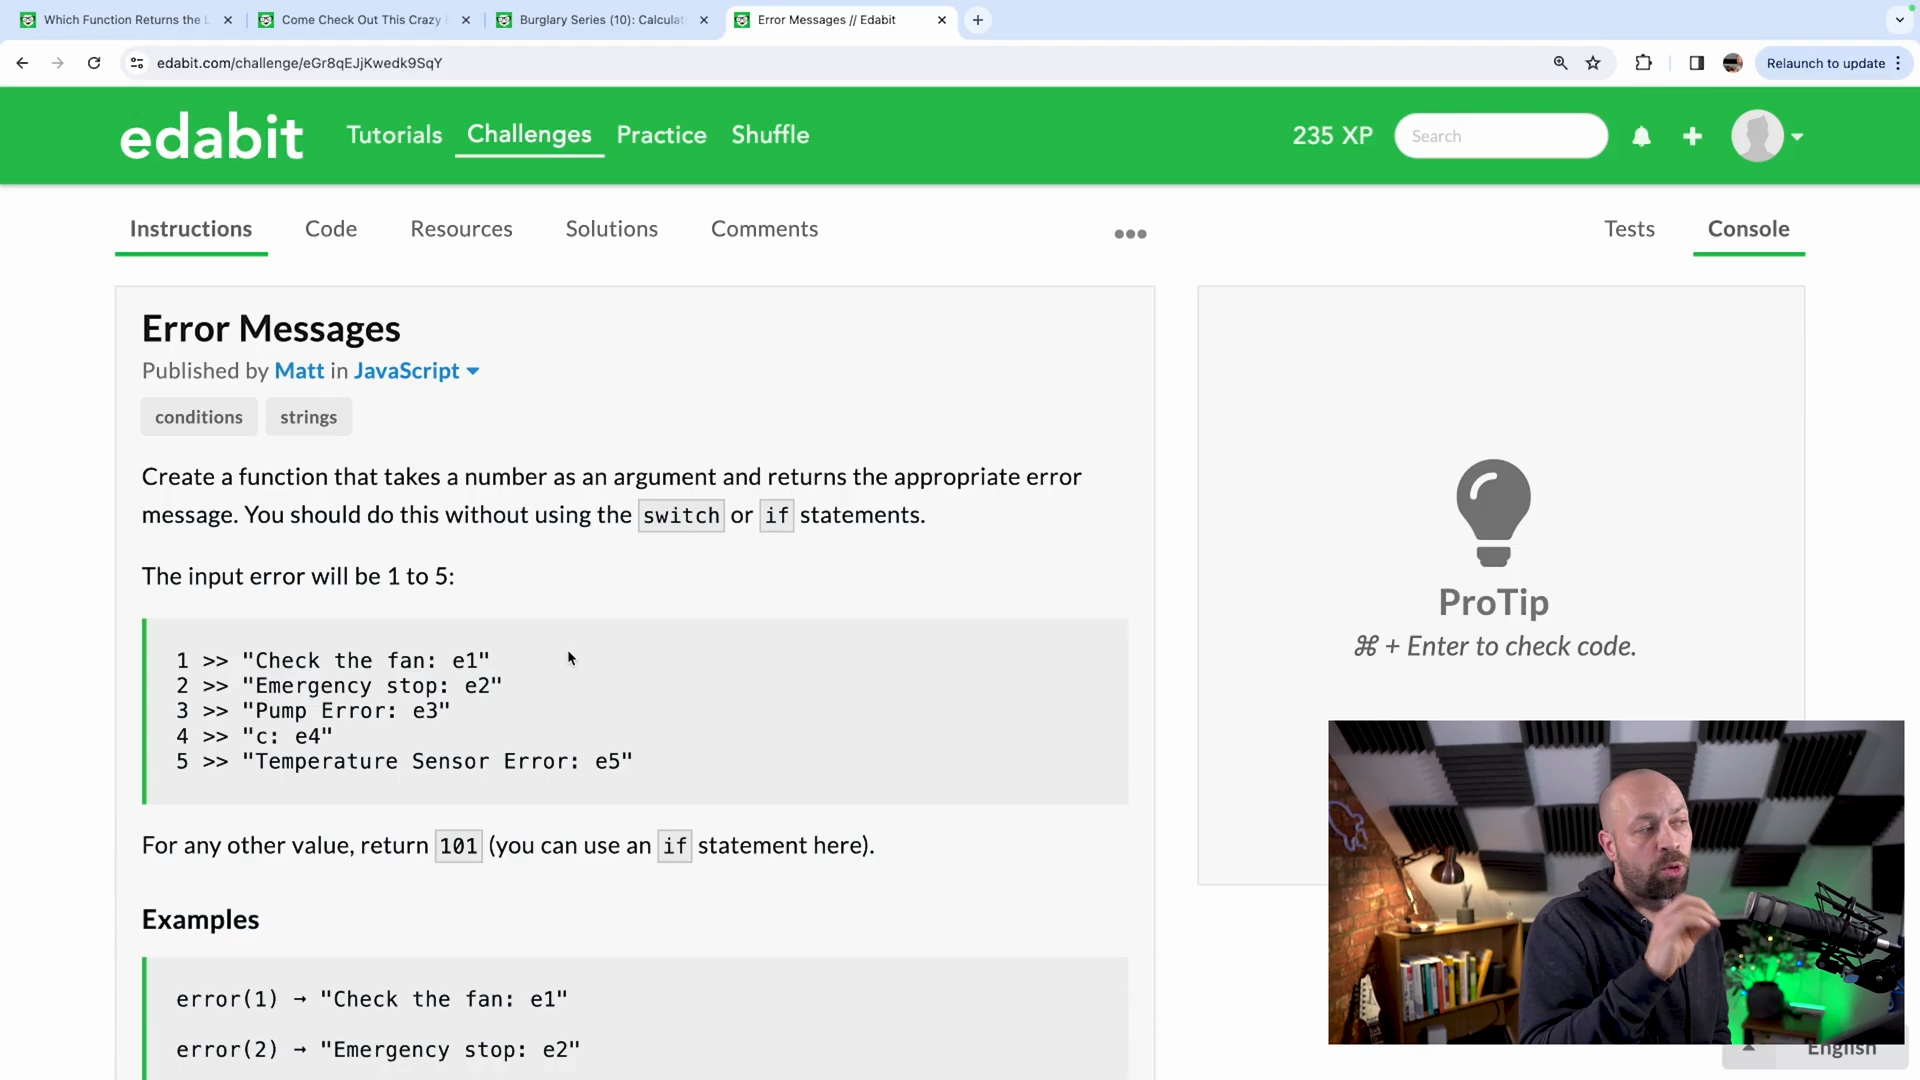 Which Function Returns the L
Come Check Out This Crazy
Burglary Series (10): Calculat
Error Messages // Edabit
edabit.com/challenge/eGr8qEJjKwedk9SqY
Relaunch to update
edabit
Tutorials
Challenges
Practice
Shuffle
235 XP
Search
Instructions
Code
Resources
Solutions
Comments
Tests
Console
Error Messages
Published by Matt in JavaScript
conditions
strings
Create a function that takes a number as an argument and returns the appropriate error
message. You should do this without using the switch or if statements.
The input error will be 1 to 5:
1 >> "Check the fan: e1"
2 >> "Emergency stop: e2"
3 >> "Pump Error: e3"
4 >> "c: e4"
5 >> "Temperature Sensor Error: e5"
For any other value, return 101 (you can use an if statement here).
Examples
error(1) → "Check the fan: e1"
error(2) → "Emergency stop: e2"
ProTip
⌘ + Enter to check code.
English